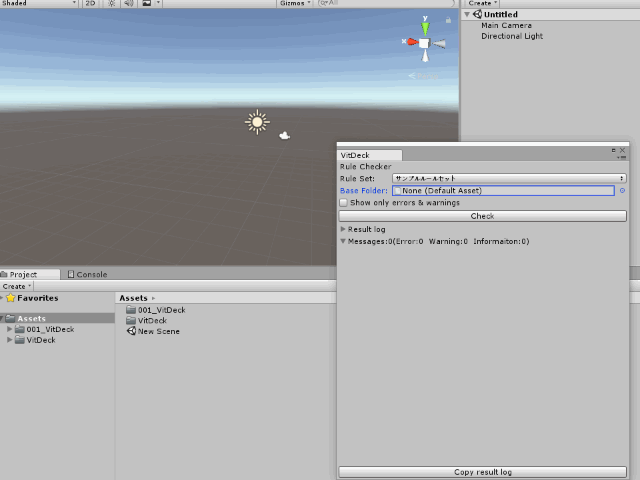 Shaded
2D
Gizmos
All
Create
Untitled
Main Camera
Directional Light
y
x
VitDeck
Rule Checker
Rule Set:
サンプルルールセット
Base Folder:
None (Default Asset)
Show only errors & warnings
Check
Result log
Messages:0(Error:0 Warning:0 Informaiton:0)
Copy result log
Project
Console
Create
Favorites
Assets
001_VitDeck
VitDeck
Assets
001_VitDeck
VitDeck
New Scene